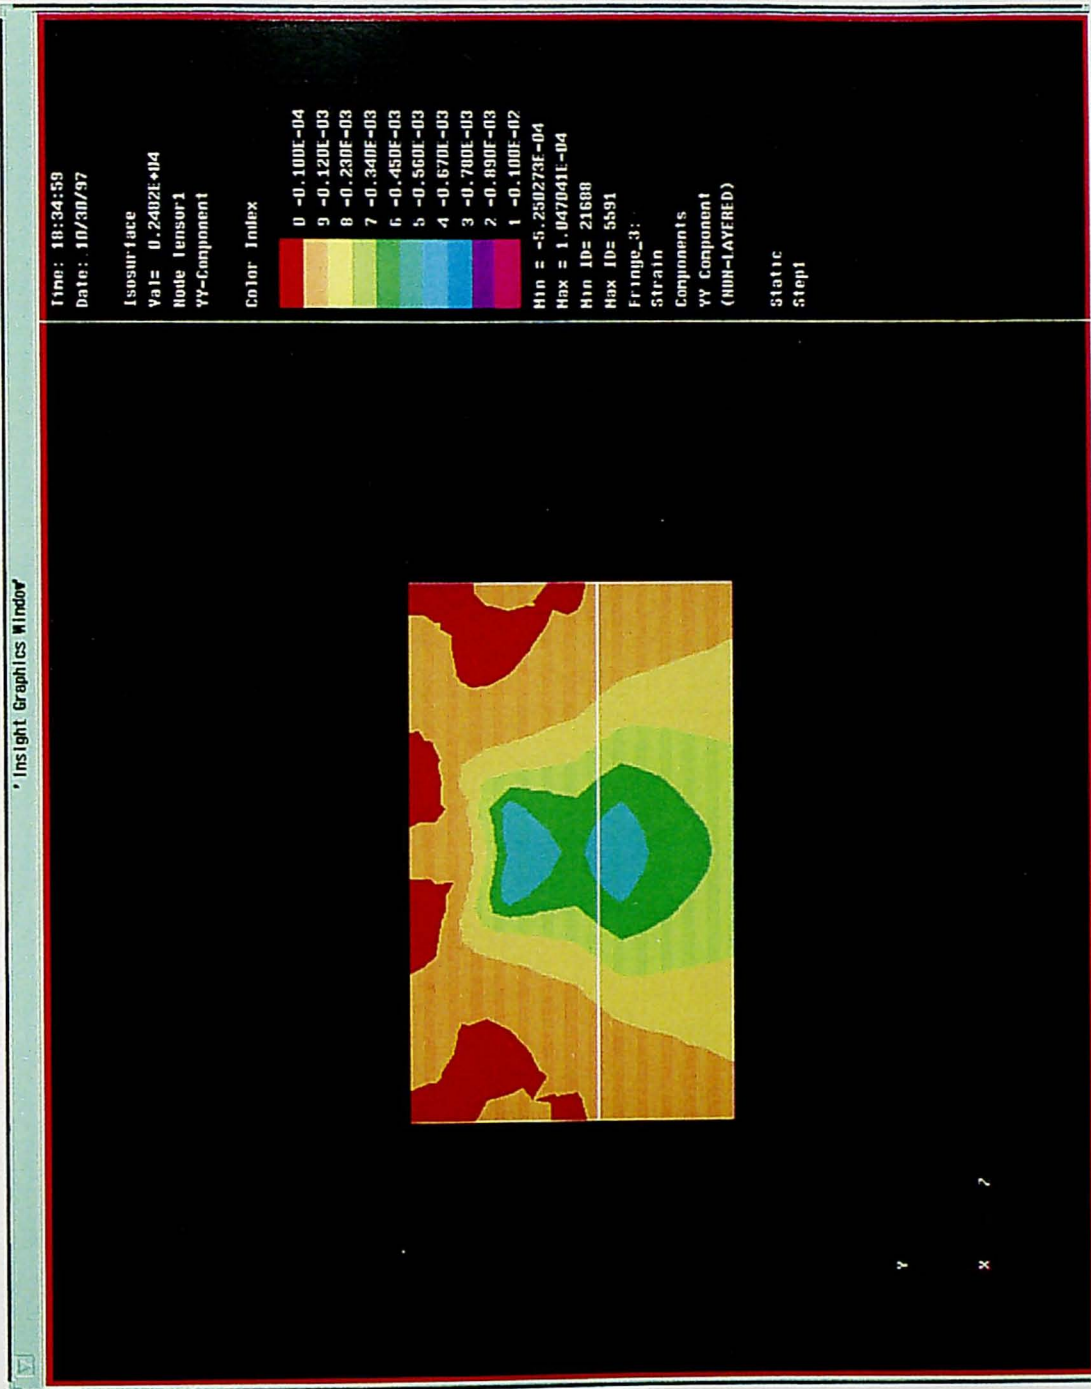 'Insight Graphics Window'
Time: 18:34:59
Date: 10/30/97
Isosurface
Val= 0.2402E+04
Node Tensor1
YY-Component
Color Index
0 -0.100E-04
9 -0.120E-03
8 -0.230E-03
7 -0.340E-03
6 -0.450E-03
5 -0.560E-03
4 -0.670E-03
3 -0.780E-03
2 -0.890E-03
1 -0.100E-02
Min = -5.250273E-04
Max = 1.047041E-04
Min ID= 21688
Max ID= 5591
Fringe_3:
Strain
Components
YY Component
(NON-LAYERED)
Static
Step1
Y
X Z